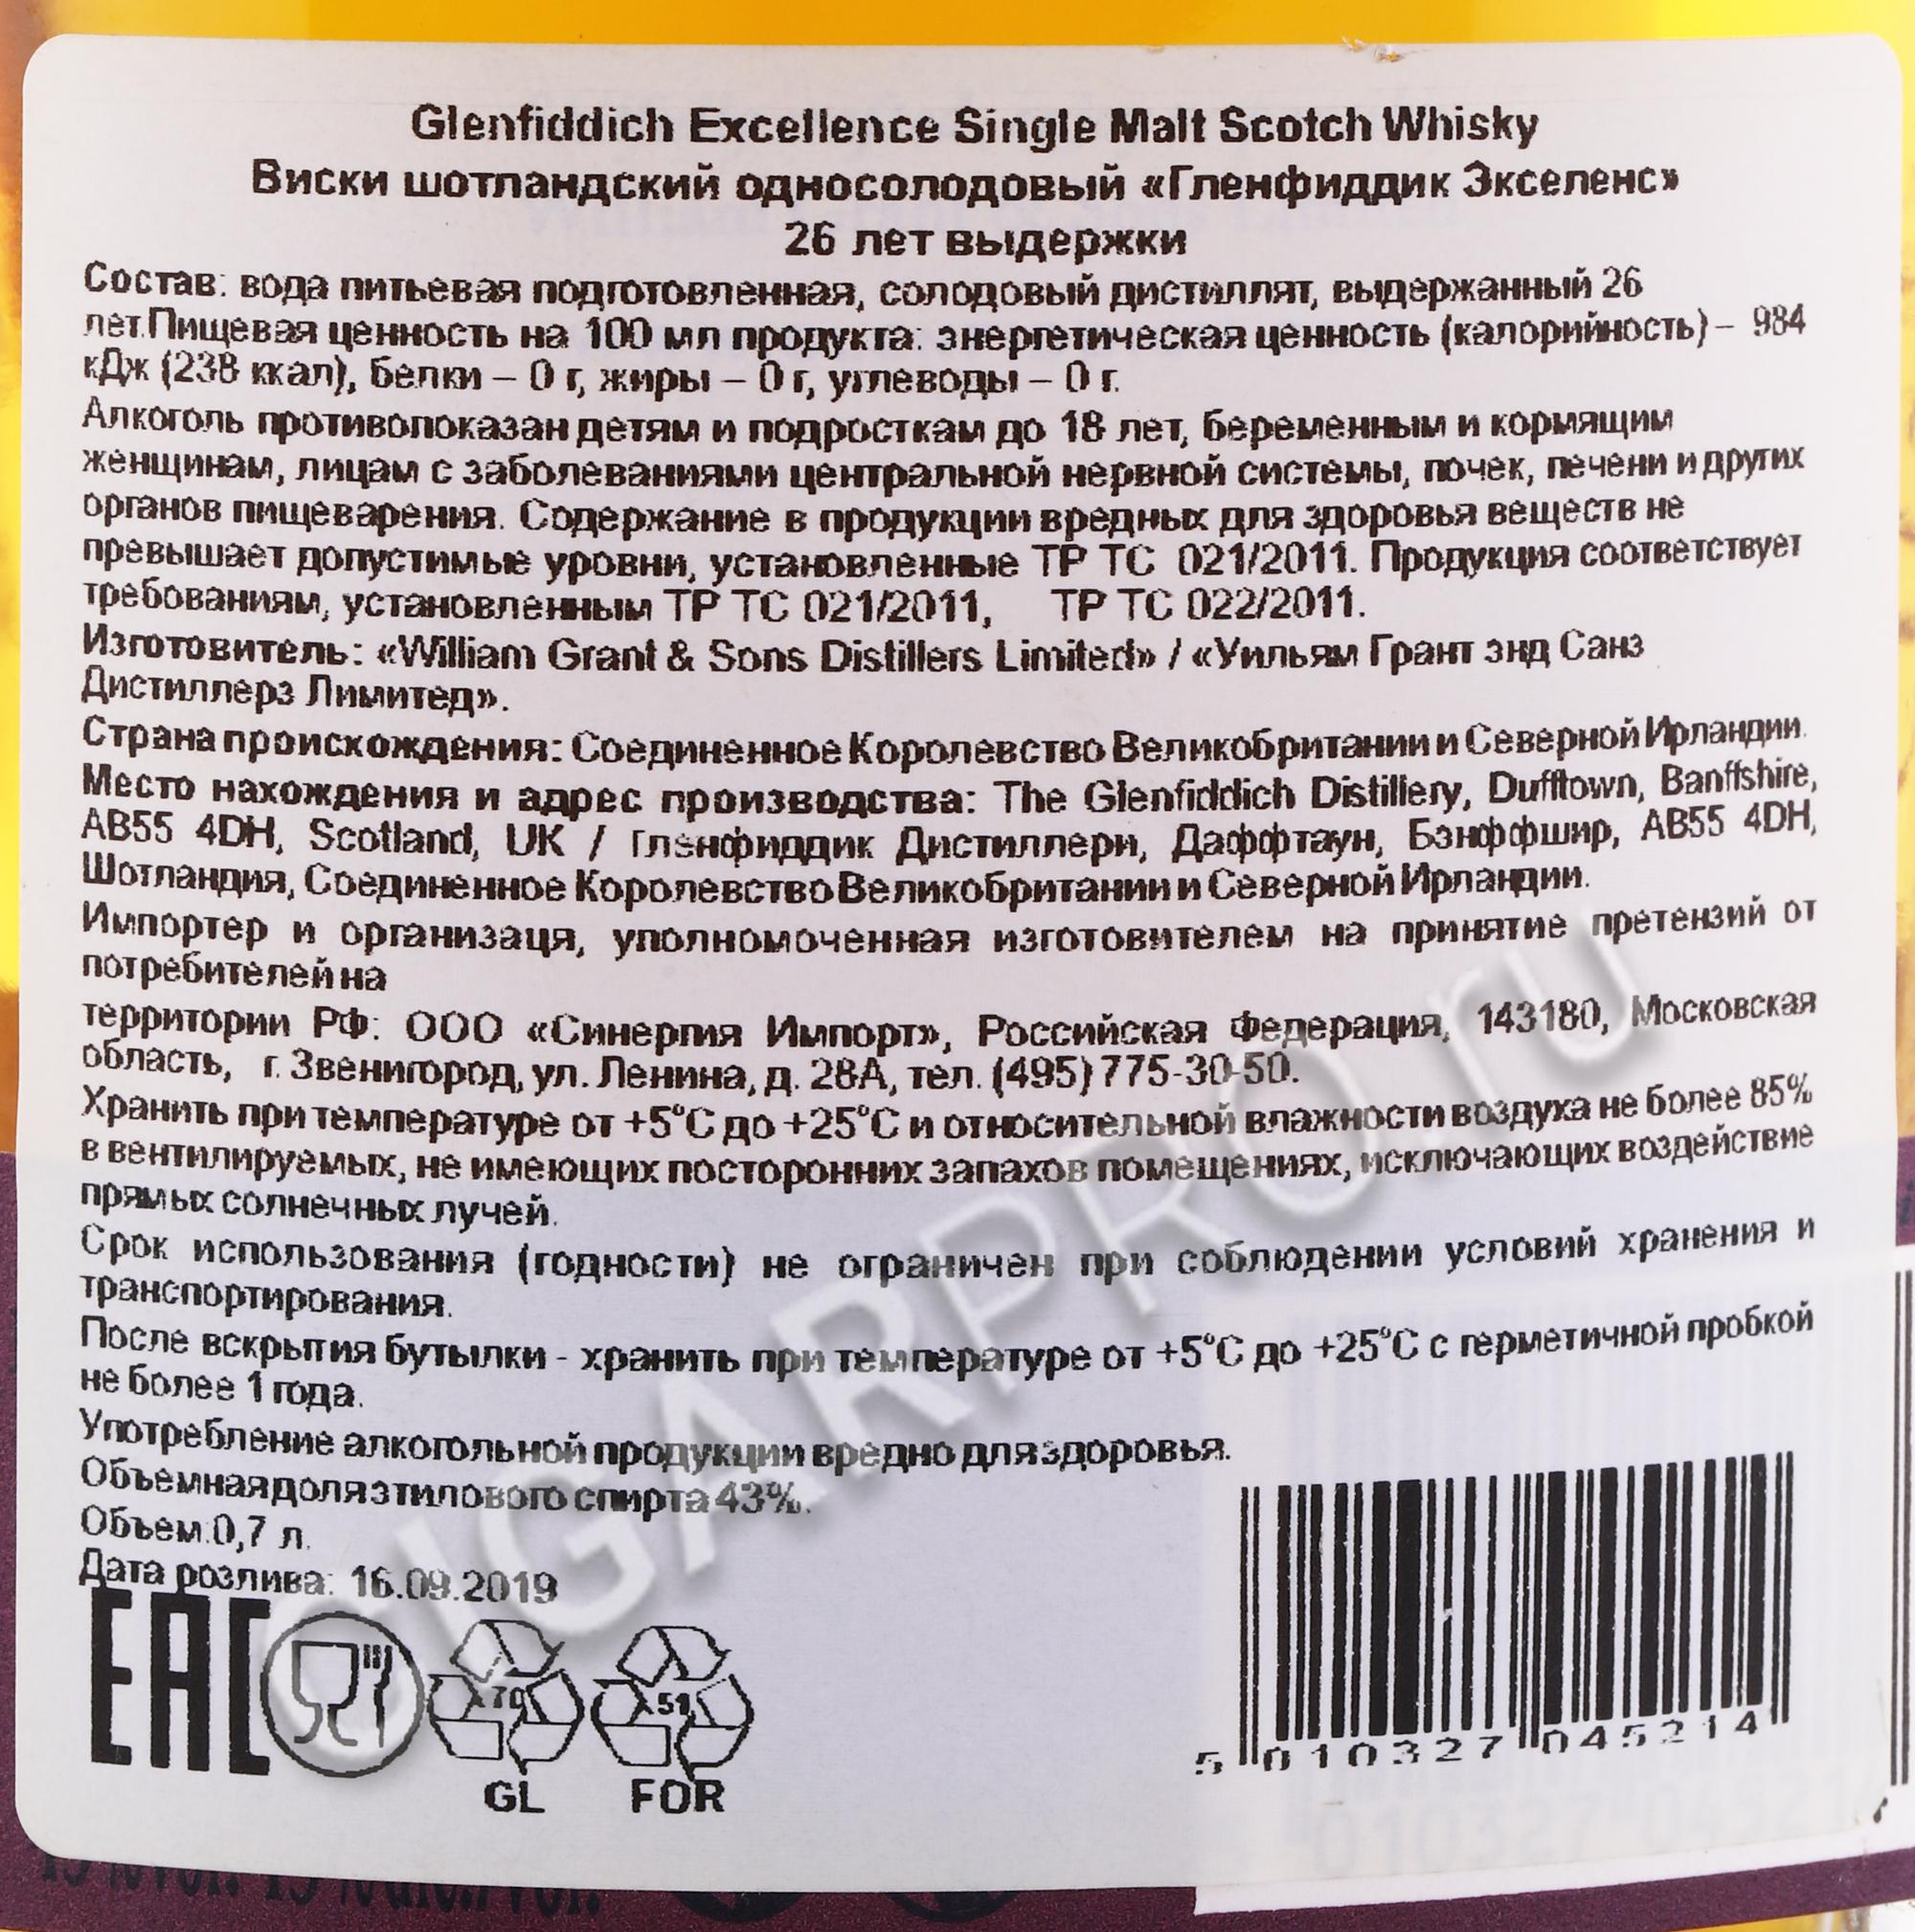 Glenfiddich Excellence Single Malt Scotch Whisky
Виски шотландский односолодовый «Гленфиддик Экселенс»
26 лет выдержки
Состав: вода питьевая подготовленная, солодовый дистиллят, выдержанный 26
лет.Пищевая ценность на 100 мл продукта: энергетическая ценность (калорийность) – 984
кДж (238 ккал), белки – 0 г, жиры – 0 г, углеводы – 0 г.
Алкоголь противопоказан детям и подросткам до 18 лет, беременным и кормящим
женщинам, лицам с заболеваниями центральной нервной системы, почек, печени и других
органов пищеварения. Содержание в продукции вредных для здоровья веществ не
превышает допустимые уровни, установленные ТР ТС 021/2011. Продукция соответствует
требованиям, установленным ТР ТС 021/2011, ТР ТС 022/2011.
Изготовитель: «William Grant & Sons Distillers Limited» / «Уильям Грант энд Санз
Дистиллерз Лимитед».
Страна происхождения: Соединенное Королевство Великобритании и Северной Ирландии.
Место нахождения и адрес производства: The Glenfiddich Distillery, Dufftown, Banffshire,
AB55 4DH, Scotland, UK / Гленфиддик Дистиллери, Даффтаун, Бэнффшир, AB55 4DH,
Шотландия, Соединенное Королевство Великобритании и Северной Ирландии.
Импортер и организаця, уполномоченная изготовителем на принятие претензий от
потребителей на
территории РФ: ООО «Синергия Импорт», Российская Федерация, 143180, Московская
область, г. Звенигород, ул. Ленина, д. 28А, тел. (495) 775-30-50.
Хранить при температуре от +5°C до +25°C и относительной влажности воздуха не более 85%
в вентилируемых, не имеющих посторонних запахов помещениях, исключающих воздействие
прямых солнечных лучей.
Срок использования (годности) не ограничен при соблюдении условий хранения и
транспортирования.
После вскрытия бутылки - хранить при температуре от +5°C до +25°C с герметичной пробкой
не более 1 года.
Употребление алкогольной продукции вредно для здоровья.
Объемная доля этилового спирта 43%.
Объем:0,7 л.
Дата розлива: 16.09.2019
EAC
70 51
GL FOR
5 010327 045214
CIGARPRO.ru